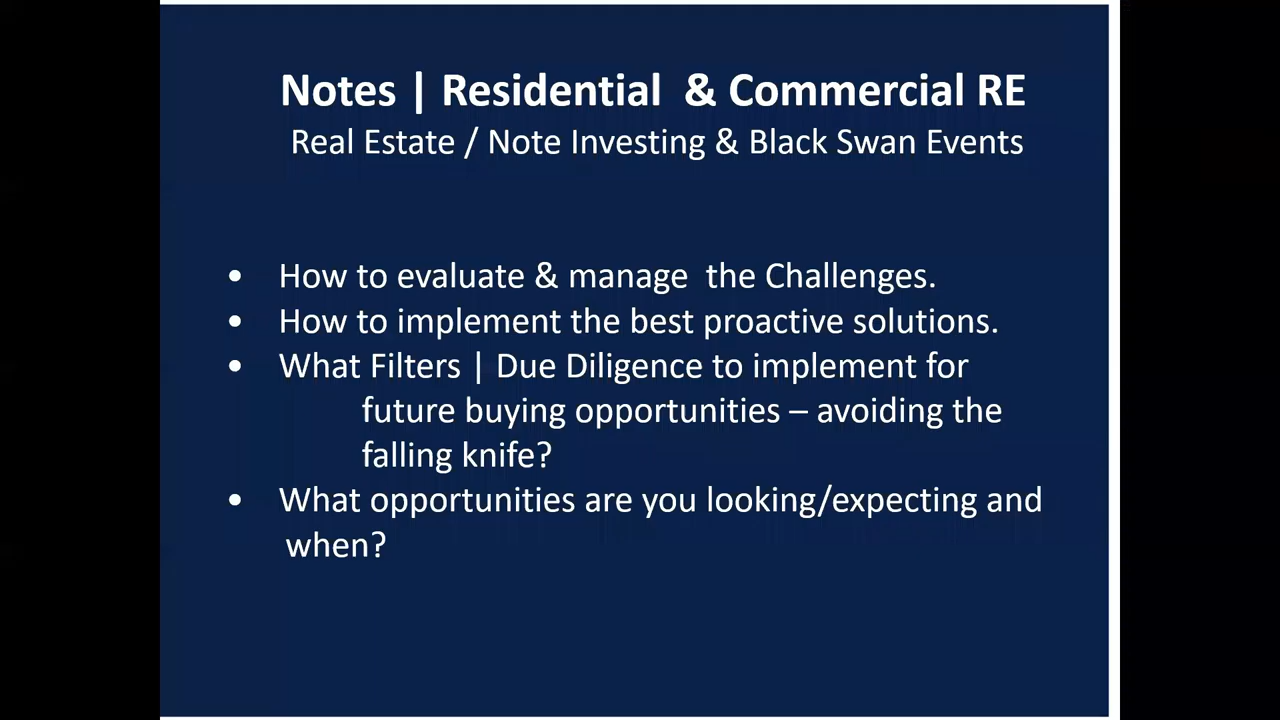 Notes | Residential & Commercial RE
Real Estate / Note Investing & Black Swan Events
• How to evaluate & manage the Challenges.
• How to implement the best proactive solutions.
• What Filters | Due Diligence to implement for
future buying opportunities – avoiding the
falling knife?
• What opportunities are you looking/expecting and
when?